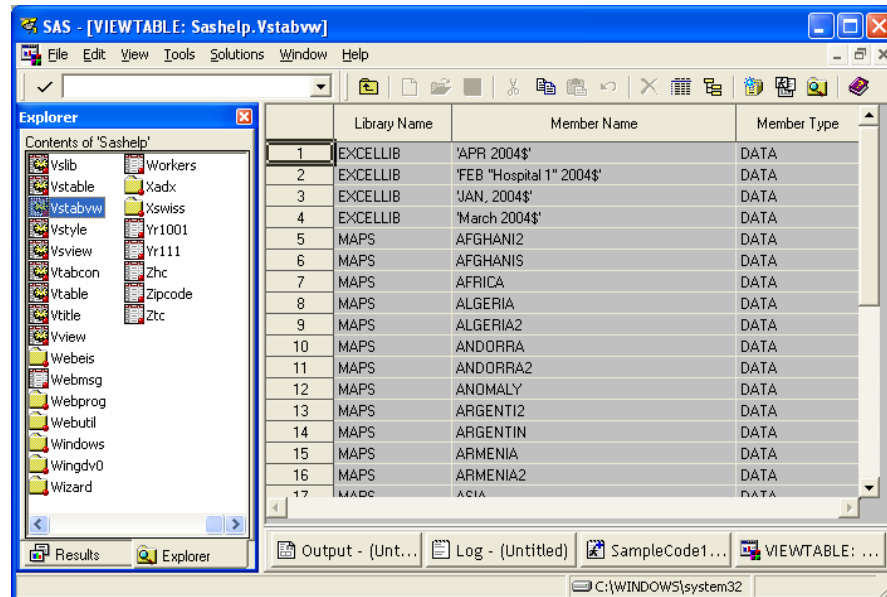 SAS - [VIEWTABLE: Sashelp.Vstabvw]
File Edit View Tools Solutions Window Help
Explorer
Contents of 'Sashelp'
Vslib Workers
Vstable Xadx
Vstabvw Xswiss
Vstyle Yr1001
Vsview Yr111
Vtabcon Zhc
Vtable Zipcode
Vtitle Ztc
Vview
Webeis
Webmsg
Webprog
Webutil
Windows
Wingdv0
Wizard
Results Explorer
Library Name Member Name Member Type
1 EXCELLIB 'APR 2004$' DATA
2 EXCELLIB 'FEB "Hospital 1" 2004$' DATA
3 EXCELLIB 'JAN, 2004$' DATA
4 EXCELLIB 'March 2004$' DATA
5 MAPS AFGHANI2 DATA
6 MAPS AFGHANIS DATA
7 MAPS AFRICA DATA
8 MAPS ALGERIA DATA
9 MAPS ALGERIA2 DATA
10 MAPS ANDORRA DATA
11 MAPS ANDORRA2 DATA
12 MAPS ANOMALY DATA
13 MAPS ARGENTI2 DATA
14 MAPS ARGENTIN DATA
15 MAPS ARMENIA DATA
16 MAPS ARMENIA2 DATA
17 MAPS ASIA DATA
Output - (Unt... Log - (Untitled) SampleCode1... VIEWTABLE: ...
C:\WINDOWS\system32